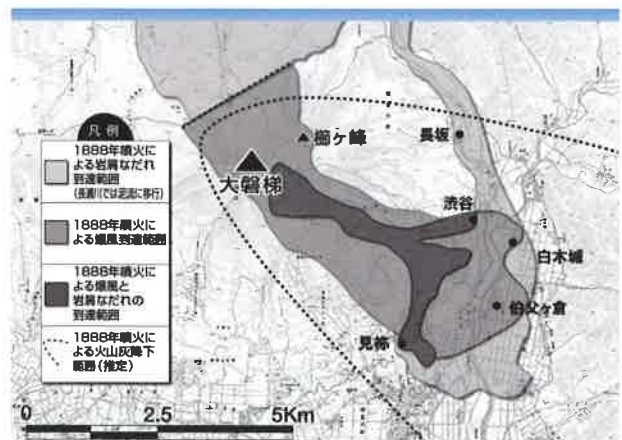 凡例
1888年噴火に
よる岩屑なだれ
到達範囲
(長瀬川では泥流に移行)
1888年噴火に
よる爆風到達範囲
1888年噴火に
よる爆風と
岩屑なだれの
到達範囲
1888年噴火に
よる火山灰降下
範囲(推定)
櫛ヶ峰
大磐梯
長坂
渋谷
白木城
伯父ヶ倉
見祢
0
2.5
5Km